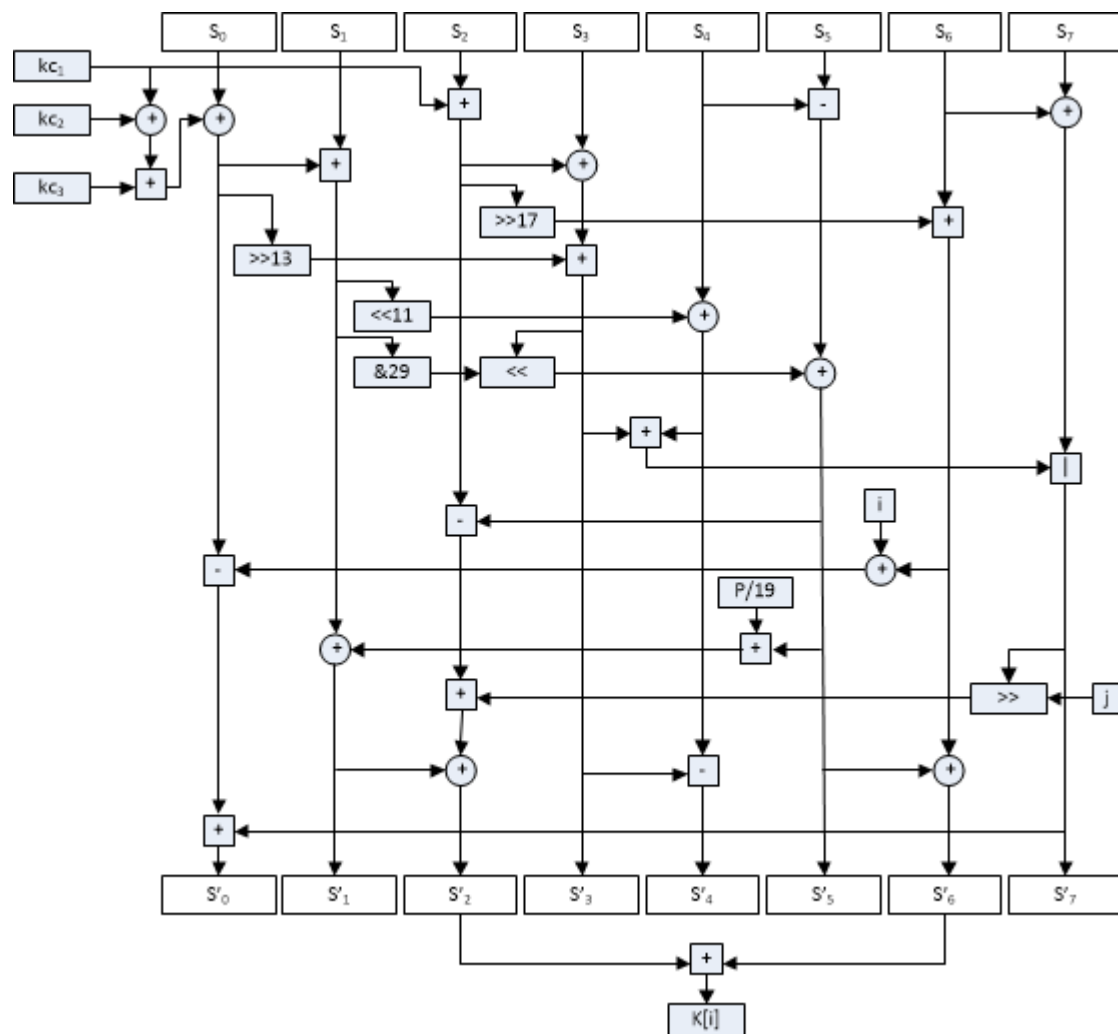 S₀ S₁ S₂ S₃ S₄ S₅ S₆ S₇
kc₁
+ -
kc₂ + + +
+ +
kc₃ +
>>17 +
>>13 +
<<11 +
&29 << +
+
|
i
-
- +
P/19
+ +
+ >> j
+ - +
+
S'₀ S'₁ S'₂ S'₃ S'₄ S'₅ S'₆ S'₇
+
K[i]